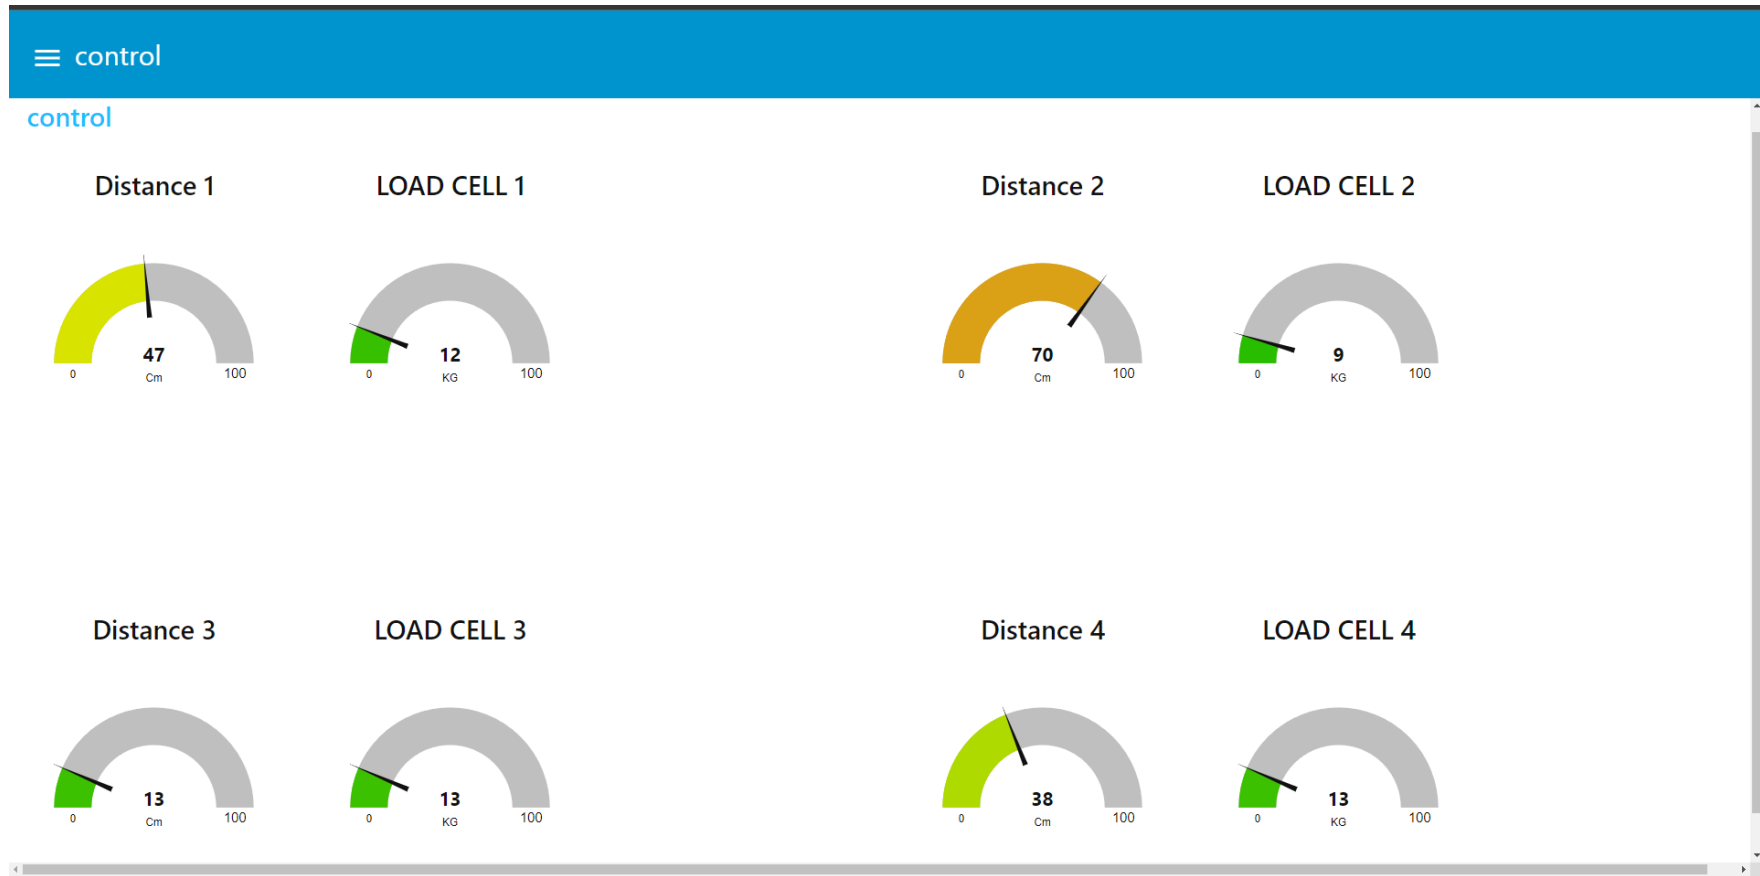 control
control
Distance 1 LOAD CELL 1 Distance 2 LOAD CELL 2
47 12 70 9
0 Cm 100 0 KG 100 0 Cm 100 0 KG 100
Distance 3 LOAD CELL 3 Distance 4 LOAD CELL 4
13 13 38 13
0 Cm 100 0 KG 100 0 Cm 100 0 KG 100